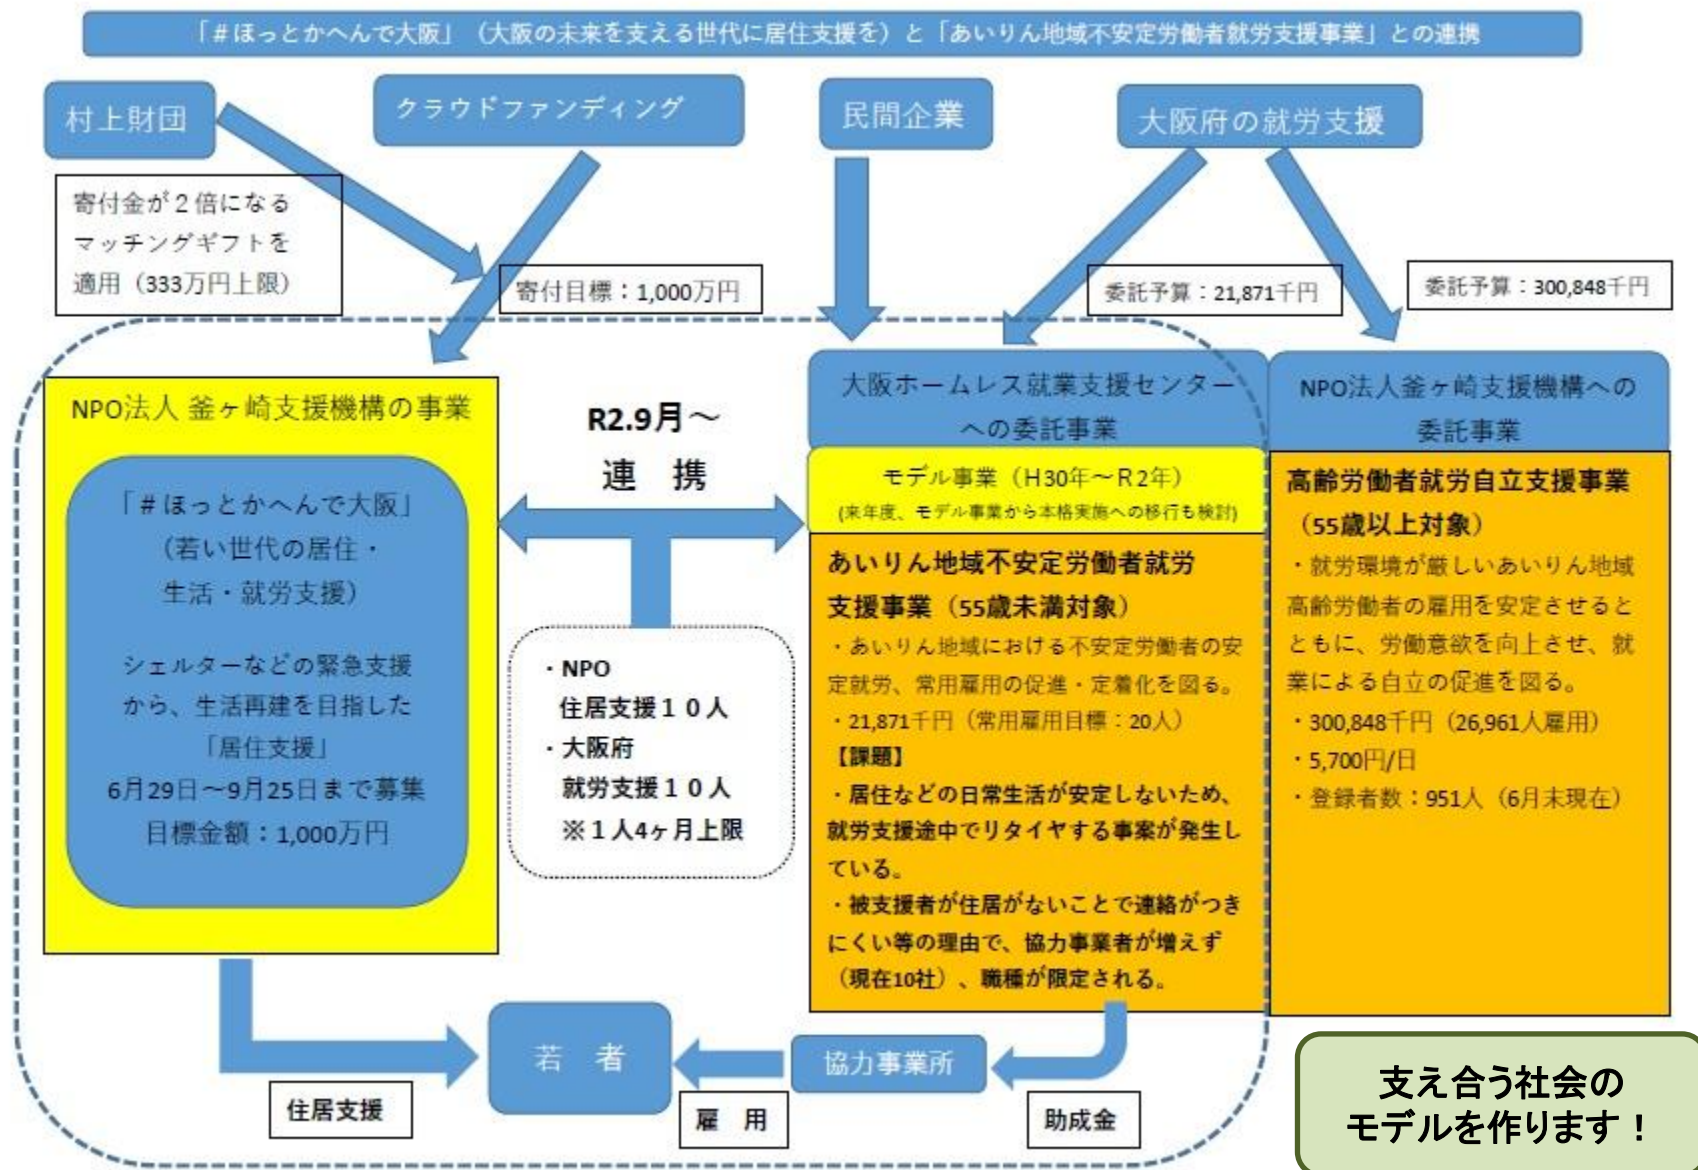 「＃ほっとかへんで大阪」（大阪の未来を支える世代に居住支援を）と「あいりん地域不安定労働者就労支援事業」との連携
村上財団
クラウドファンディング
民間企業
大阪府の就労支援
寄付金が２倍になる
マッチングギフトを
適用（333万円上限）
寄付目標：1,000万円
委託予算：21,871千円
委託予算：300,848千円
NPO法人 釜ヶ崎支援機構の事業
「＃ほっとかへんで大阪」
（若い世代の居住・
生活・就労支援）
シェルターなどの緊急支援
から、生活再建を目指した
「居住支援」
6月29日～9月25日まで募集
目標金額：1,000万円
R2.9月～
連　携
・NPO
住居支援１０人
・大阪府
就労支援１０人
※１人4ヶ月上限
大阪ホームレス就業支援センター
への委託事業
モデル事業（Ｈ30年～Ｒ2年）
(来年度、モデル事業から本格実施への移行も検討)
あいりん地域不安定労働者就労
支援事業（55歳未満対象）
・あいりん地域における不安定労働者の安
定就労、常用雇用の促進・定着化を図る。
・21,871千円（常用雇用目標：20人）
【課題】
・居住などの日常生活が安定しないため、
就労支援途中でリタイヤする事案が発生し
ている。
・被支援者が住居がないことで連絡がつき
にくい等の理由で、協力事業者が増えず
（現在10社）、職種が限定される。
NPO法人釜ヶ崎支援機構への
委託事業
高齢労働者就労自立支援事業
（55歳以上対象）
・就労環境が厳しいあいりん地域
高齢労働者の雇用を安定させると
ともに、労働意欲を向上させ、就
業による自立の促進を図る。
・300,848千円（26,961人雇用）
・5,700円/日
・登録者数：951人（6月末現在）
若　者
協力事業所
住居支援
雇　用
助成金
支え合う社会の
モデルを作ります！